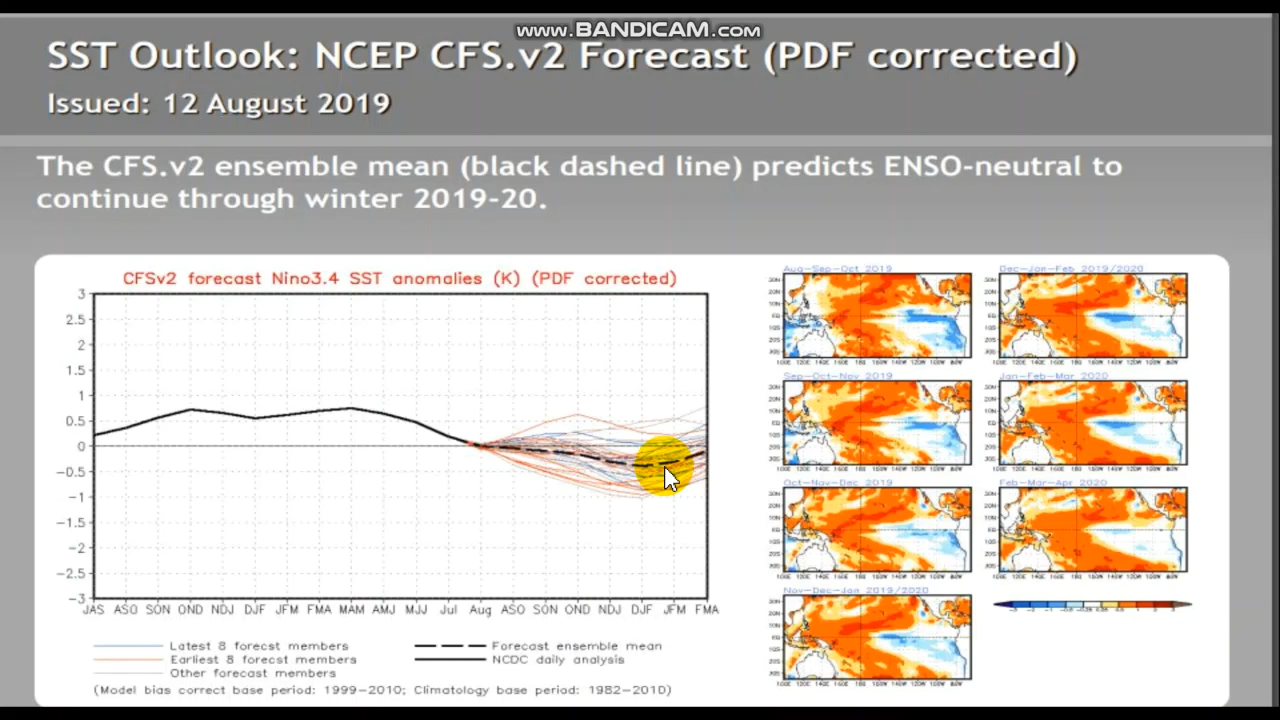 www.BANDICAM.com
SST Outlook: NCEP CFS.v2 Forecast (PDF corrected)
Issued: 12 August 2019
The CFS.v2 ensemble mean (black dashed line) predicts ENSO-neutral to
continue through winter 2019-20.
CFSv2 forecast Nino3.4 SST anomalies (K) (PDF corrected)
3
2.5
2
1.5
1
0.5
0
-0.5
-1
-1.5
-2
-2.5
-3
JAS ASO SON OND NDJ DJF JFM FMA MAM AMJ MJJ Jul Aug ASO SON OND NDJ DJF JFM FMA
Latest 8 forecst members
Earliest 8 forecst members
Other forecast members
Forecast ensemble mean
NCDC daily analysis
(Model bias correct base period: 1999-2010; Climatology base period: 1982-2010)
Aug-Sep-Oct 2019
Sep-Oct-Nov 2019
Oct-Nov-Dec 2019
Nov-Dec-Jan 2019/2020
Dec-Jan-Feb 2019/2020
Jan-Feb-Mar 2020
Feb-Mar-Apr 2020